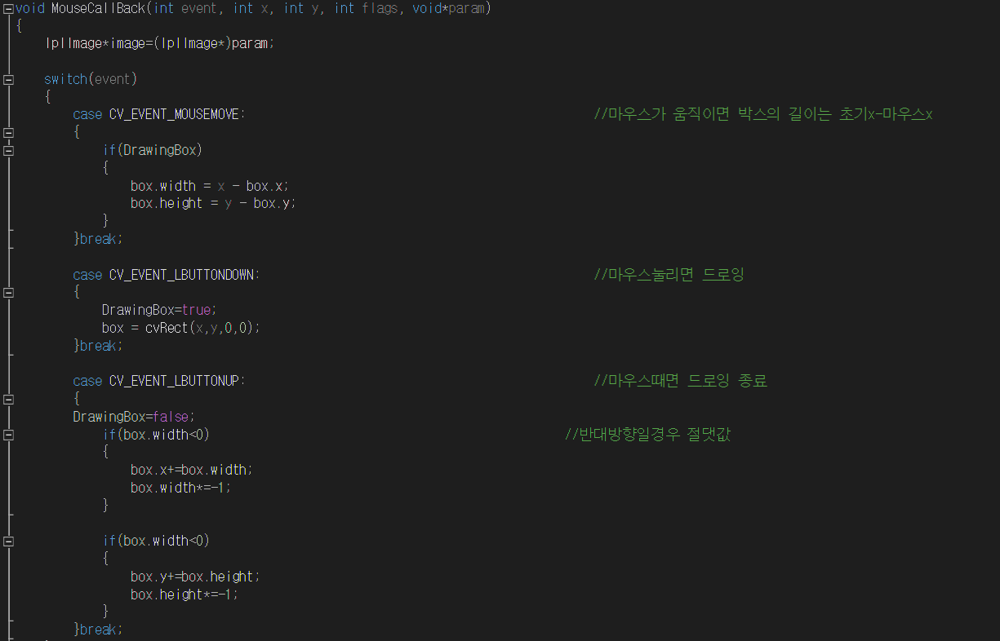 void MouseCallBack(int event, int x, int y, int flags, void*param)
{
IplImage*image=(IplImage*)param;
switch(event)
{
case CV_EVENT_MOUSEMOVE: //마우스가 움직이면 박스의 길이는 초기x-마우스x
{
if(DrawingBox)
{
box.width = x - box.x;
box.height = y - box.y;
}
}break;
case CV_EVENT_LBUTTONDOWN: //마우스눌리면 드로잉
{
DrawingBox=true;
box = cvRect(x,y,0,0);
}break;
case CV_EVENT_LBUTTONUP: //마우스때면 드로잉 종료
{
DrawingBox=false;
if(box.width<0) //반대방향일경우 절댓값
{
box.x+=box.width;
box.width*=-1;
}
if(box.width<0)
{
box.y+=box.height;
box.height*=-1;
}
}break;